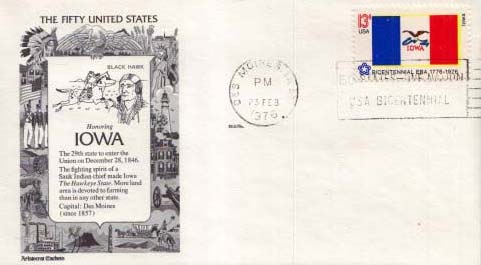 THE FIFTY UNITED STATES
BLACK HAWK
Honoring
IOWA
The 29th state to enter the
Union on December 28, 1846.
The fighting spirit of a
Sauk Indian chief made Iowa
The Hawkeye State. More land
area is devoted to farming
than in any other state.
Capital: Des Moines
(since 1857)
Aristocrat Cachets
DES MOINES
PM
23 FEB
1976
13c
USA
Iowa
IOWA
BICENTENNIAL ERA 1776-1976
USA BICENTENNIAL